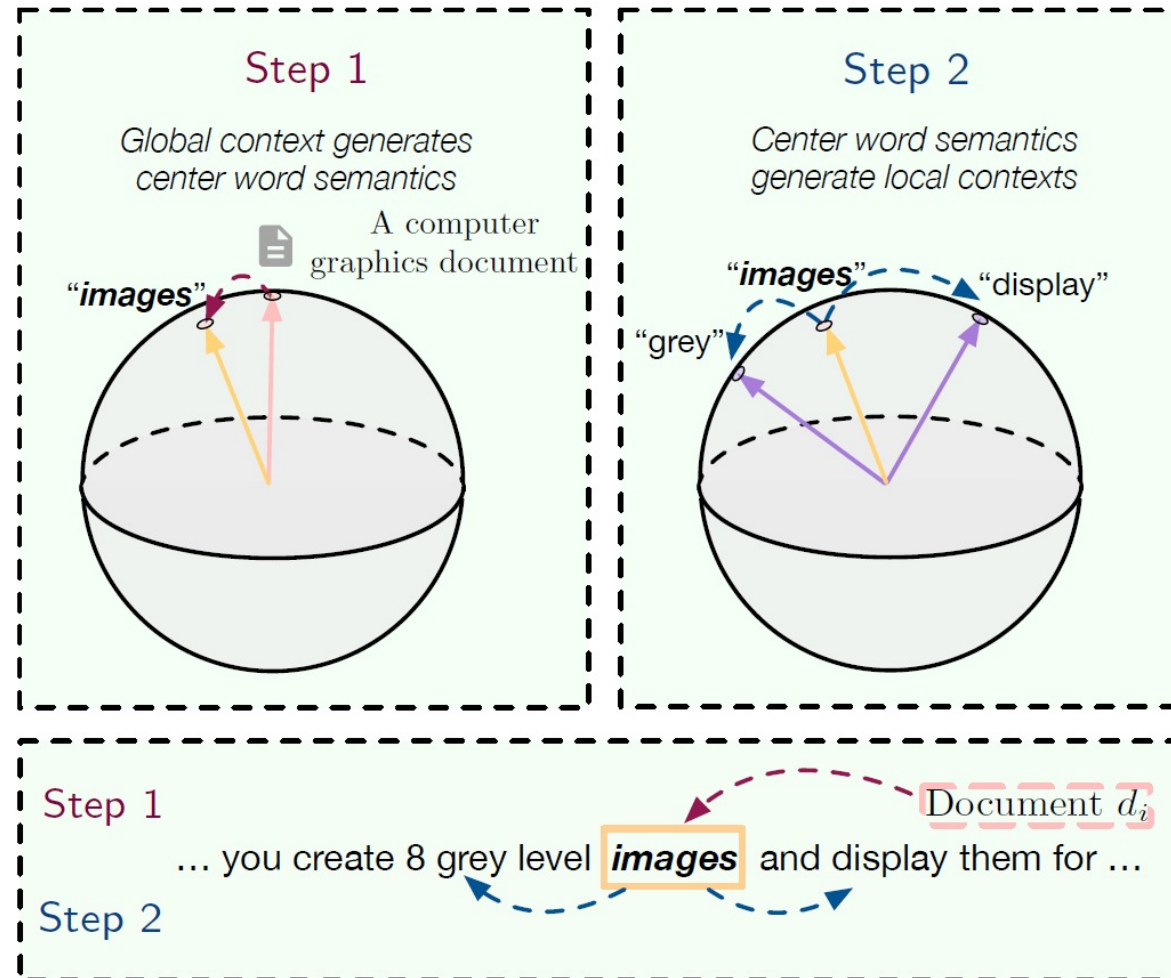 Step 1
Global context generates
center word semantics
A computer
graphics document
“images”
Step 2
Center word semantics
generate local contexts
“images”
“display”
“grey”
Step 1
Document d_i
... you create 8 grey level images and display them for ...
Step 2